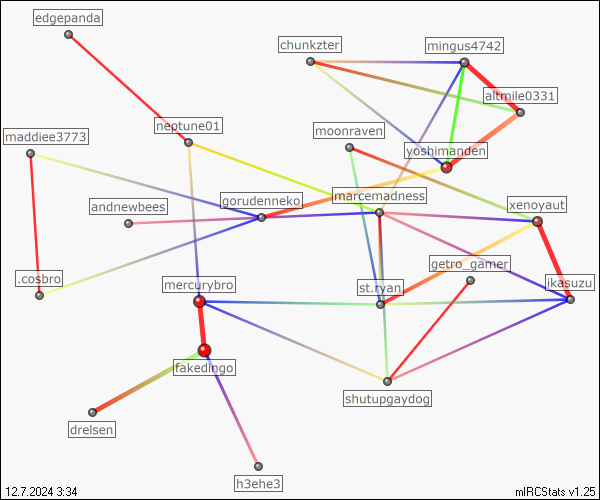 edgepanda
chunkzter
mingus4742
altmile0331
neptune01
moonraven
maddiee3773
yoshimanden
gorudenneko
marcemadness
andnewbees
xenoyaut
getro_gamer
.cosbro
mercurybro
st.ryan
ikasuzu
fakedingo
shutupgaydog
drelsen
h3ehe3
12.7.2024 3:34
mIRCStats v1.25